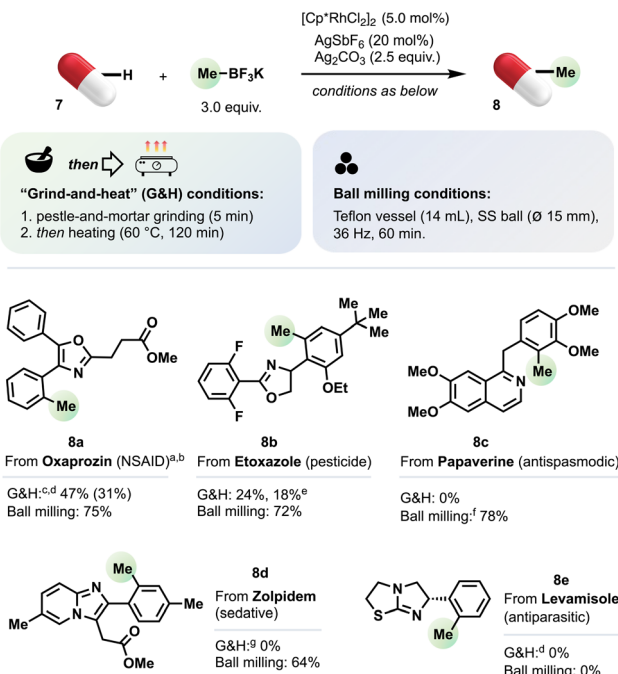 [Cp*RhCl2]2 (5.0 mol%)
AgSbF6 (20 mol%)
Ag2CO3 (2.5 equiv.)
H + Me BF3K
conditions as below
Me
7
3.0 equiv.
8
then
"Grind-and-heat" (G&H) conditions:
1. pestle-and-mortar grinding (5 min)
2. then heating (60 °C, 120 min)
Ball milling conditions:
Teflon vessel (14 mL), SS ball (Ø 15 mm),
36 Hz, 60 min.
O
N
O
OMe
Me
8a
From Oxaprozin (NSAID)a,b
G&H:c,d 47% (31%)
Ball milling: 75%
Me
Me
Me
Me
F
N
O
OEt
F
8b
From Etoxazole (pesticide)
G&H: 24%, 18%e
Ball milling: 72%
OMe
OMe
Me
MeO
N
MeO
8c
From Papaverine (antispasmodic)
G&H: 0%
Ball milling:f 78%
Me
N
N
Me
Me
O
OMe
8d
From Zolpidem
(sedative)
G&H:g 0%
Ball milling: 64%
N
S
N
Me
8e
From Levamisole
(antiparasitic)
G&H:d 0%
Ball milling: 0%